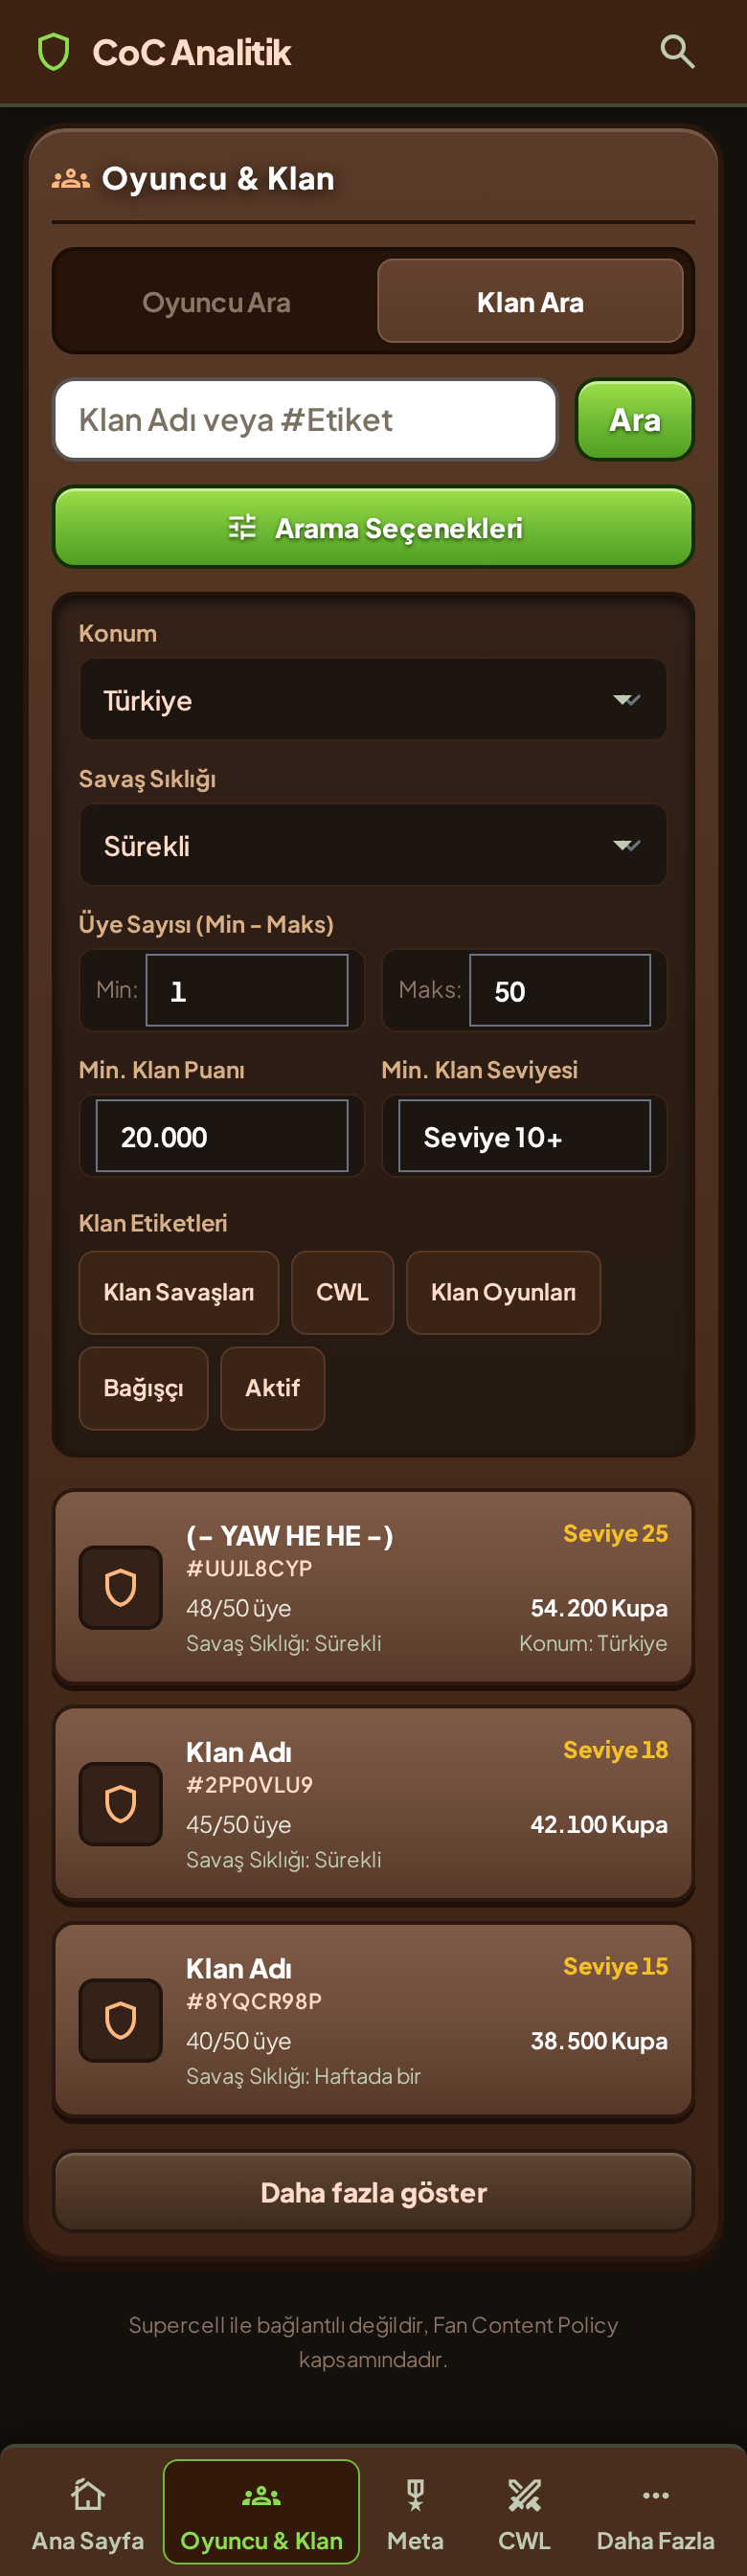 CoC Analitik
Oyuncu & Klan
Oyuncu Ara
Klan Ara
Klan Adı veya #Etiket
Ara
Arama Seçenekleri
Konum
Türkiye
Savaş Sıklığı
Sürekli
Üye Sayısı (Min - Maks)
Min: 1
Maks: 50
Min. Klan Puanı
Min. Klan Seviyesi
20.000
Seviye 10+
Klan Etiketleri
Klan Savaşları
CWL
Klan Oyunları
Bağışçı
Aktif
(- YAW HE HE -)
Seviye 25
#UUJL8CYP
48/50 üye
54.200 Kupa
Savaş Sıklığı: Sürekli
Konum: Türkiye
Klan Adı
Seviye 18
#2PP0VLU9
45/50 üye
42.100 Kupa
Savaş Sıklığı: Sürekli
Klan Adı
Seviye 15
#8YQCR98P
40/50 üye
38.500 Kupa
Savaş Sıklığı: Haftada bir
Daha fazla göster
Supercell ile bağlantılı değildir, Fan Content Policy
kapsamındadır.
Ana Sayfa
Oyuncu & Klan
Meta
CWL
Daha Fazla